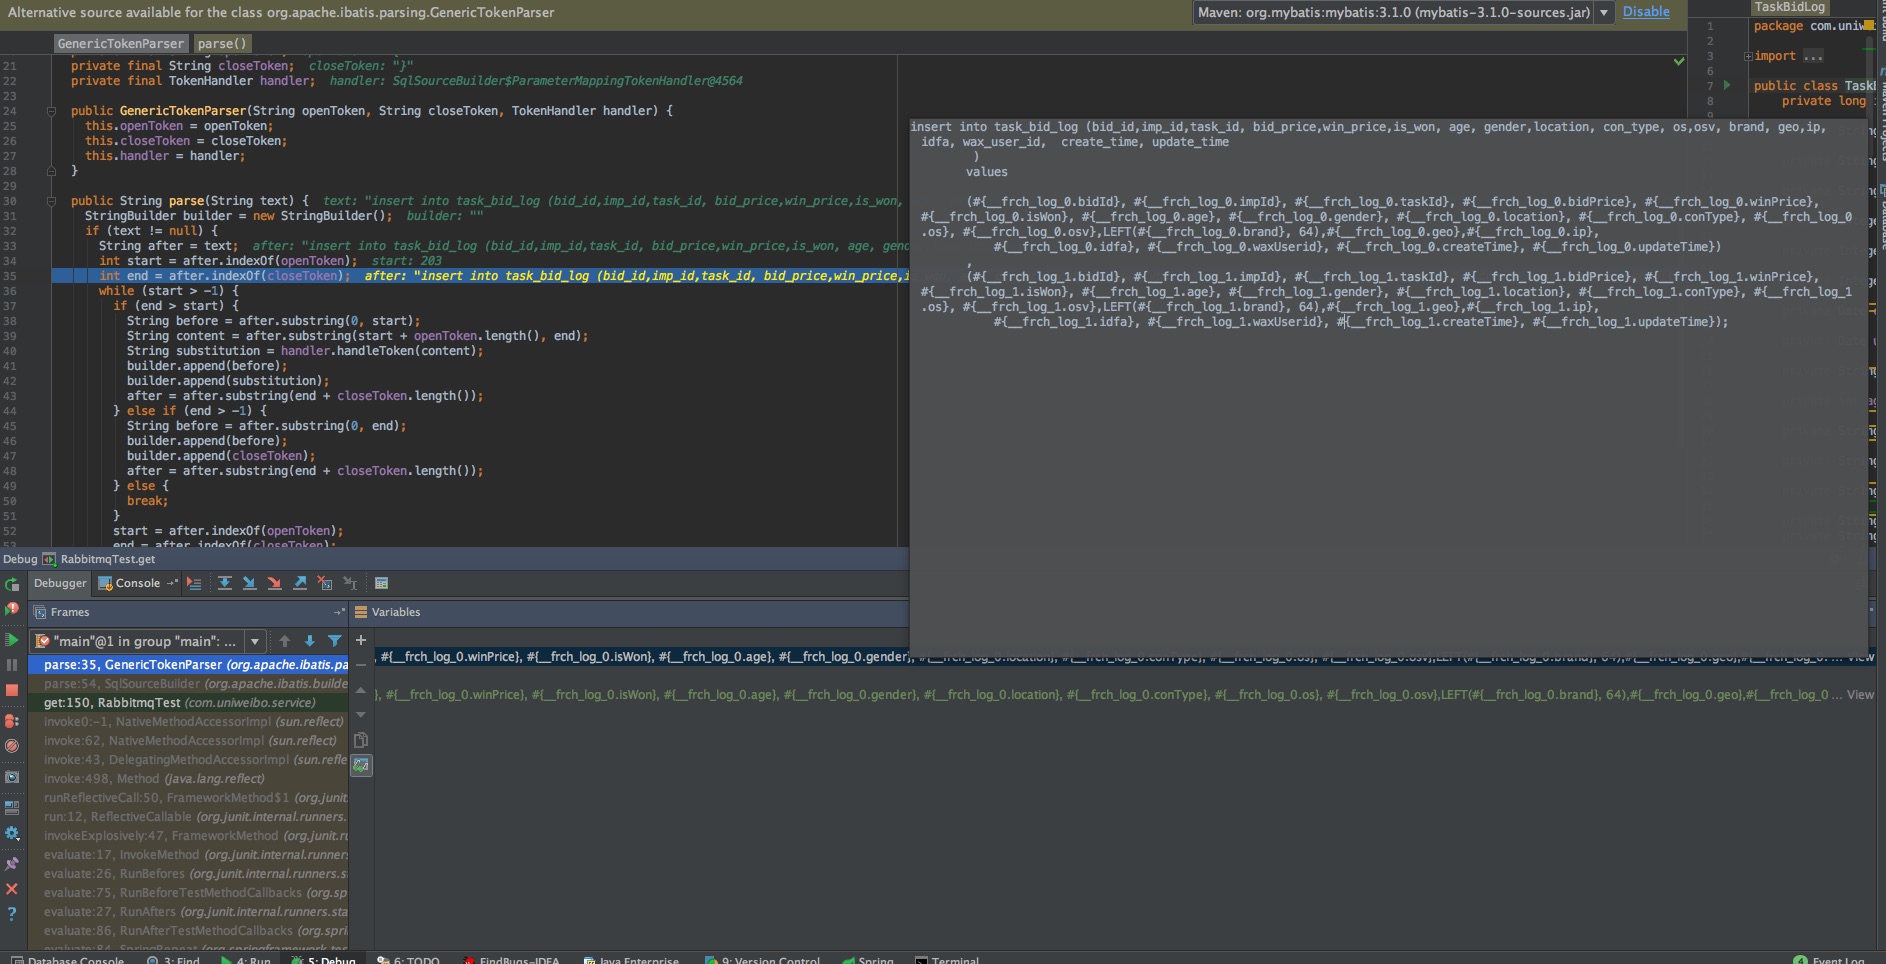 Alternative source available for the class org.apache.ibatis.parsing.GenericTokenParser
Maven: org.mybatis:mybatis:3.1.0 (mybatis-3.1.0-sources.jar)
Disable
GenericTokenParser
parse()
21 private final String closeToken; closeToken: "}"
22 private final TokenHandler handler; handler: SqlSourceBuilder$ParameterMappingTokenHandler@4564
23
24 public GenericTokenParser(String openToken, String closeToken, TokenHandler handler) {
25 this.openToken = openToken;
26 this.closeToken = closeToken;
27 this.handler = handler;
28 }
29
30 public String parse(String text) { text: "insert into task_bid_log (bid_id,imp_id,task_id, bid_price,win_price,is_won,
31 StringBuilder builder = new StringBuilder(); builder: ""
32 if (text != null) {
33 String after = text; after: "insert into task_bid_log (bid_id,imp_id,task_id, bid_price,win_price,is_won, age, gend
34 int start = after.indexOf(openToken); start: 203
35 int end = after.indexOf(closeToken); after: "insert into task_bid_log (bid_id,imp_id,task_id, bid_price,win_price,i
36 while (start > -1) {
37 if (end > start) {
38 String before = after.substring(0, start);
39 String content = after.substring(start + openToken.length(), end);
40 String substitution = handler.handleToken(content);
41 builder.append(before);
42 builder.append(substitution);
43 after = after.substring(end + closeToken.length());
44 } else if (end > -1) {
45 String before = after.substring(0, end);
46 builder.append(before);
47 builder.append(closeToken);
48 after = after.substring(end + closeToken.length());
49 } else {
50 break;
51 }
52 start = after.indexOf(openToken);
53 end = after.indexOf(closeToken);
insert into task_bid_log (bid_id,imp_id,task_id, bid_price,win_price,is_won, age, gender,location, con_type, os,osv, brand, geo,ip,
idfa, wax_user_id, create_time, update_time
)
values
(#{__frch_log_0.bidId}, #{__frch_log_0.impId}, #{__frch_log_0.taskId}, #{__frch_log_0.bidPrice}, #{__frch_log_0.winPrice},
#{__frch_log_0.isWon}, #{__frch_log_0.age}, #{__frch_log_0.gender}, #{__frch_log_0.location}, #{__frch_log_0.conType}, #{__frch_log_0
.os}, #{__frch_log_0.osv},LEFT(#{__frch_log_0.brand}, 64),#{__frch_log_0.geo},#{__frch_log_0.ip},
#{__frch_log_0.idfa}, #{__frch_log_0.waxUserid}, #{__frch_log_0.createTime}, #{__frch_log_0.updateTime})
,
(#{__frch_log_1.bidId}, #{__frch_log_1.impId}, #{__frch_log_1.taskId}, #{__frch_log_1.bidPrice}, #{__frch_log_1.winPrice},
#{__frch_log_1.isWon}, #{__frch_log_1.age}, #{__frch_log_1.gender}, #{__frch_log_1.location}, #{__frch_log_1.conType}, #{__frch_log_1
.os}, #{__frch_log_1.osv},LEFT(#{__frch_log_1.brand}, 64),#{__frch_log_1.geo},#{__frch_log_1.ip},
#{__frch_log_1.idfa}, #{__frch_log_1.waxUserid}, #{__frch_log_1.createTime}, #{__frch_log_1.updateTime});
TaskBidLog
1 package com.uniw
2
3 import ...
6
7 public class TaskB
8 private long
9
Debug RabbitmqTest.get
Debugger
Console
Frames
Variables
"main"@1 in group "main": ...
parse:35, GenericTokenParser (org.apache.ibatis.pa
parse:54, SqlSourceBuilder (org.apache.ibatis.builde
get:150, RabbitmqTest (com.uniweibo.service)
invoke0:-1, NativeMethodAccessorImpl (sun.reflect)
invoke:62, NativeMethodAccessorImpl (sun.reflect)
invoke:43, DelegatingMethodAccessorImpl (sun.refle
invoke:498, Method (java.lang.reflect)
runReflectiveCall:50, FrameworkMethod$1 (org.junit
run:12, ReflectiveCallable (org.junit.internal.runners.
invokeExplosively:47, FrameworkMethod (org.junit.ru
evaluate:17, InvokeMethod (org.junit.internal.runners
evaluate:26, RunBefores (org.junit.internal.runners.s
evaluate:75, RunBeforeTestMethodCallbacks (org.sp
evaluate:27, RunAfters (org.junit.internal.runners.sta
evaluate:86, RunAfterTestMethodCallbacks (org.spri
evaluate:84, SpringRepeat (org.springframework.tes
, #{__frch_log_0.winPrice}, #{__frch_log_0.isWon}, #{__frch_log_0.age}, #{__frch_log_0.gender}, #{__frch_log_0.location}, #{__frch_log_0.conType}, #{__frch_log_0.os}, #{__frch_log_0.osv},LEFT(#{__frch_log_0.brand}, 64),#{__frch_log_0.geo}, ... View
}, #{__frch_log_0.winPrice}, #{__frch_log_0.isWon}, #{__frch_log_0.age}, #{__frch_log_0.gender}, #{__frch_log_0.location}, #{__frch_log_0.conType}, #{__frch_log_0.os}, #{__frch_log_0.osv},LEFT(#{__frch_log_0.brand}, 64),#{__frch_log_0.geo},#{__frch_log_0 ... View
Database Console
3: Find
4: Run
5: Debug
6: TODO
FindBugs-IDEA
Java Enterprise
9: Version Control
Spring
Terminal
Event Log